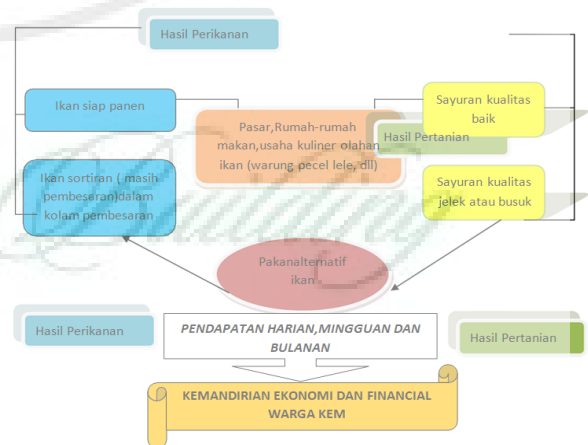 Hasil Perikanan
Ikan siap panen
Pasar,Rumah-rumah
makan,usaha kuliner olahan
ikan (warung pecel lele, dll)
Hasil Pertanian
Sayuran kualitas
baik
Ikan sortiran ( masih
pembesaran)dalam
kolam pembesaran
Sayuran kualitas
jelek atau busuk
Pakanalternatif
ikan
Hasil Perikanan
PENDAPATAN HARIAN,MINGGUAN DAN
BULANAN
Hasil Pertanian
KEMANDIRIAN EKONOMI DAN FINANCIAL
WARGA KEM